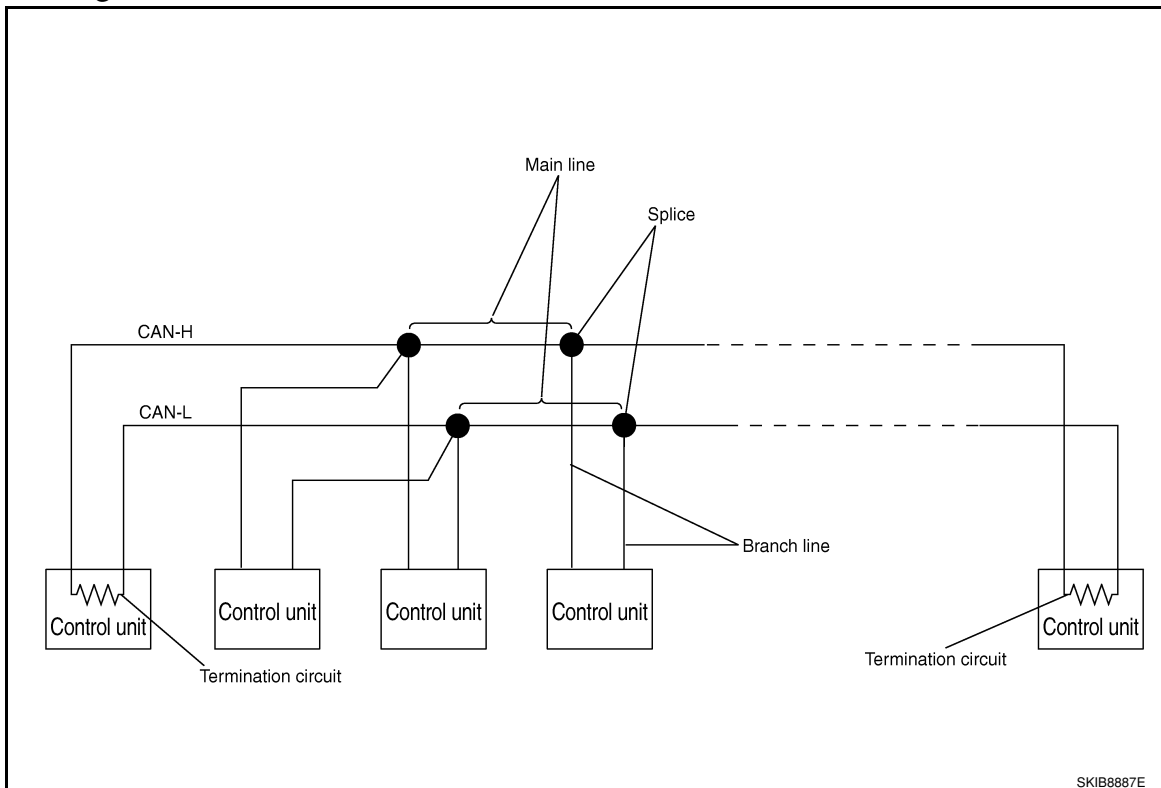 Main line
Splice
CAN-H
CAN-L
Branch line
Control unit
Control unit
Control unit
Control unit
Control unit
Termination circuit
Termination circuit
SKIB8887E